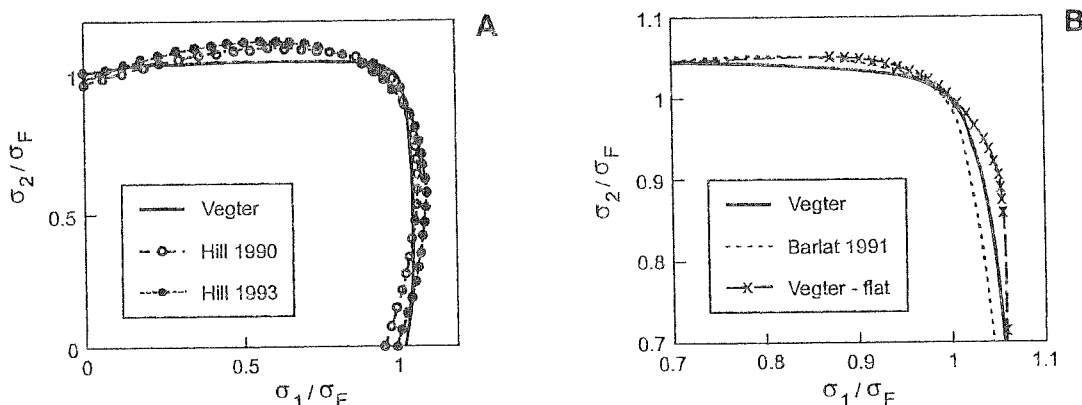 A
1
0.5
0
σ2/σF
Vegter
Hill 1990
Hill 1993
0
0.5
1
σ1/σF
B
1.1
1.0
0.9
0.8
0.7
σ2/σF
Vegter
Barlat 1991
Vegter - flat
0.7
0.8
0.9
1
1.1
σ1/σF